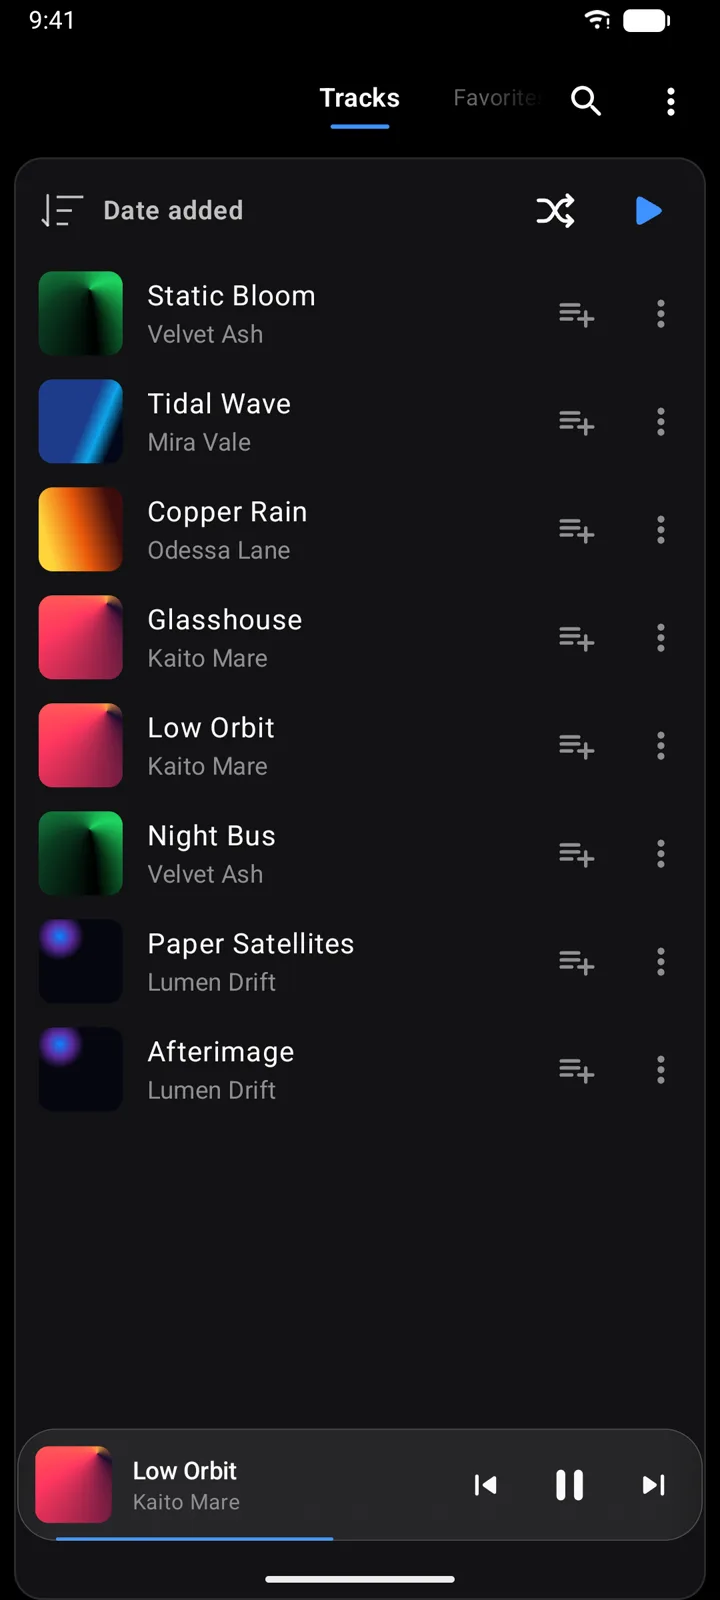 9:41
Tracks
Favorite
Date added
Static Bloom
Velvet Ash
Tidal Wave
Mira Vale
Copper Rain
Odessa Lane
Glasshouse
Kaito Mare
Low Orbit
Kaito Mare
Night Bus
Velvet Ash
Paper Satellites
Lumen Drift
Afterimage
Lumen Drift
Low Orbit
Kaito Mare